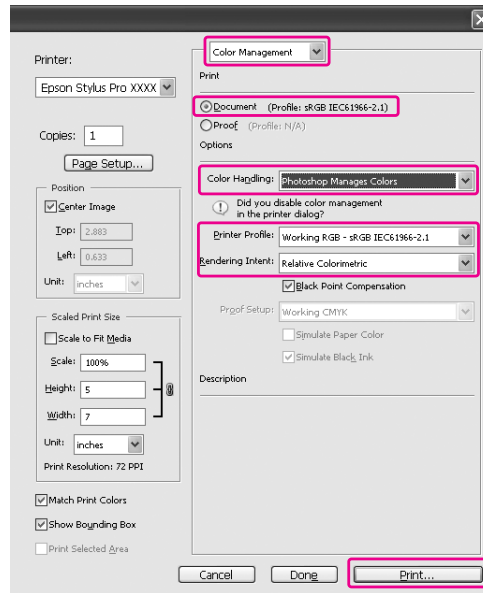 Printer:
Epson Stylus Pro XXXX
Copies: 1
Page Setup...
Position
Center Image
Top: 2.883
Left: 0.633
Unit: inches
Scaled Print Size
Scale to Fit Media
Scale: 100%
Height: 5
Width: 7
Unit: inches
Print Resolution: 72 PPI
Match Print Colors
Show Bounding Box
Print Selected Area
Color Management
Print
Document (Profile: sRGB IEC61966-2.1)
Proof (Profile: N/A)
Options
Color Handling: Photoshop Manages Colors
Did you disable color management
in the printer dialog?
Printer Profile: Working RGB - sRGB IEC61966-2.1
Rendering Intent: Relative Colorimetric
Black Point Compensation
Proof Setup: Working CMYK
Simulate Paper Color
Simulate Black Ink
Description
Cancel
Done
Print...